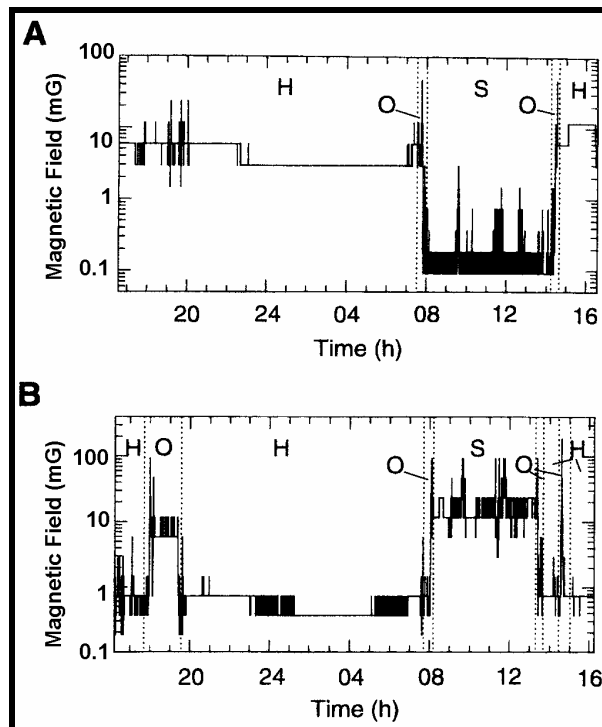 A
100
10
1
0.1
Magnetic Field (mG)
H O S O H
20 24 04 08 12 16
Time (h)
B
100
10
1
0.1
Magnetic Field (mG)
H O H O S O H
20 24 04 08 12 16
Time (h)